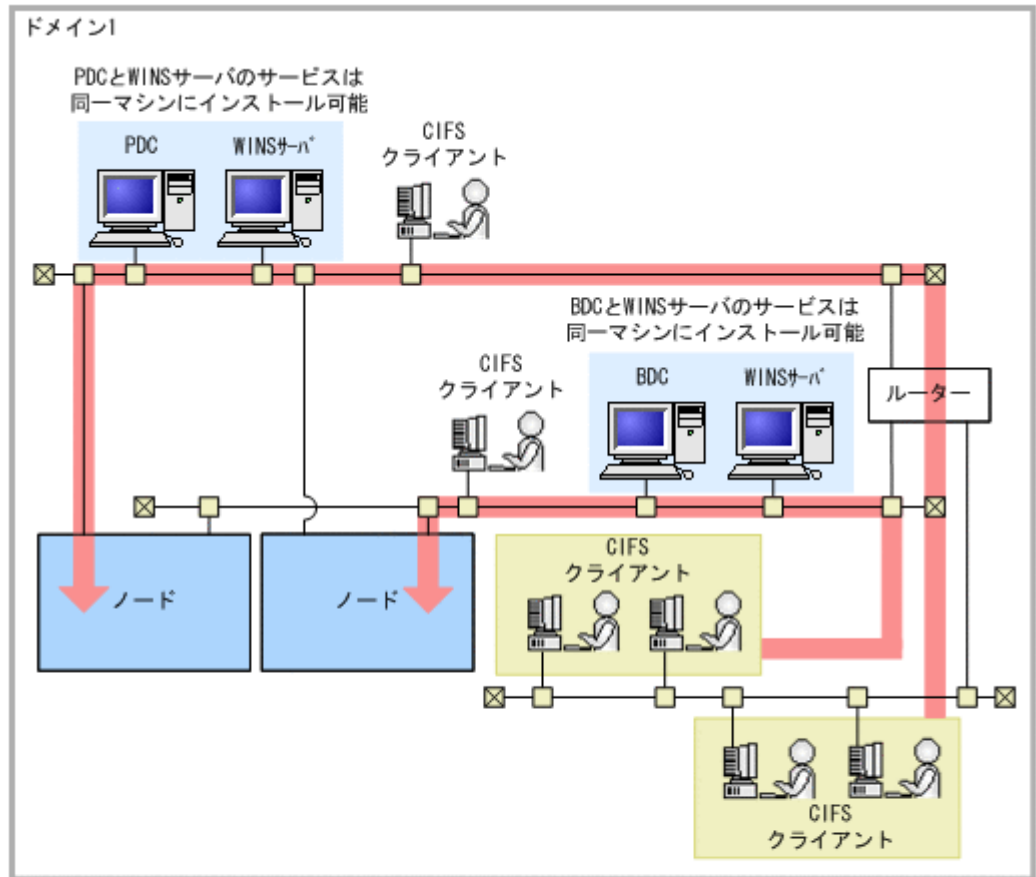 ドメイン1
PDCとWINSサーバのサービスは
同一マシンにインストール可能
PDC
WINSｻｰﾊﾞ
CIFS
クライアント
BDCとWINSサーバのサービスは
同一マシンにインストール可能
CIFS
クライアント
BDC
WINSｻｰﾊﾞ
ルーター
CIFS
クライアント
ノード
ノード
CIFS
クライアント